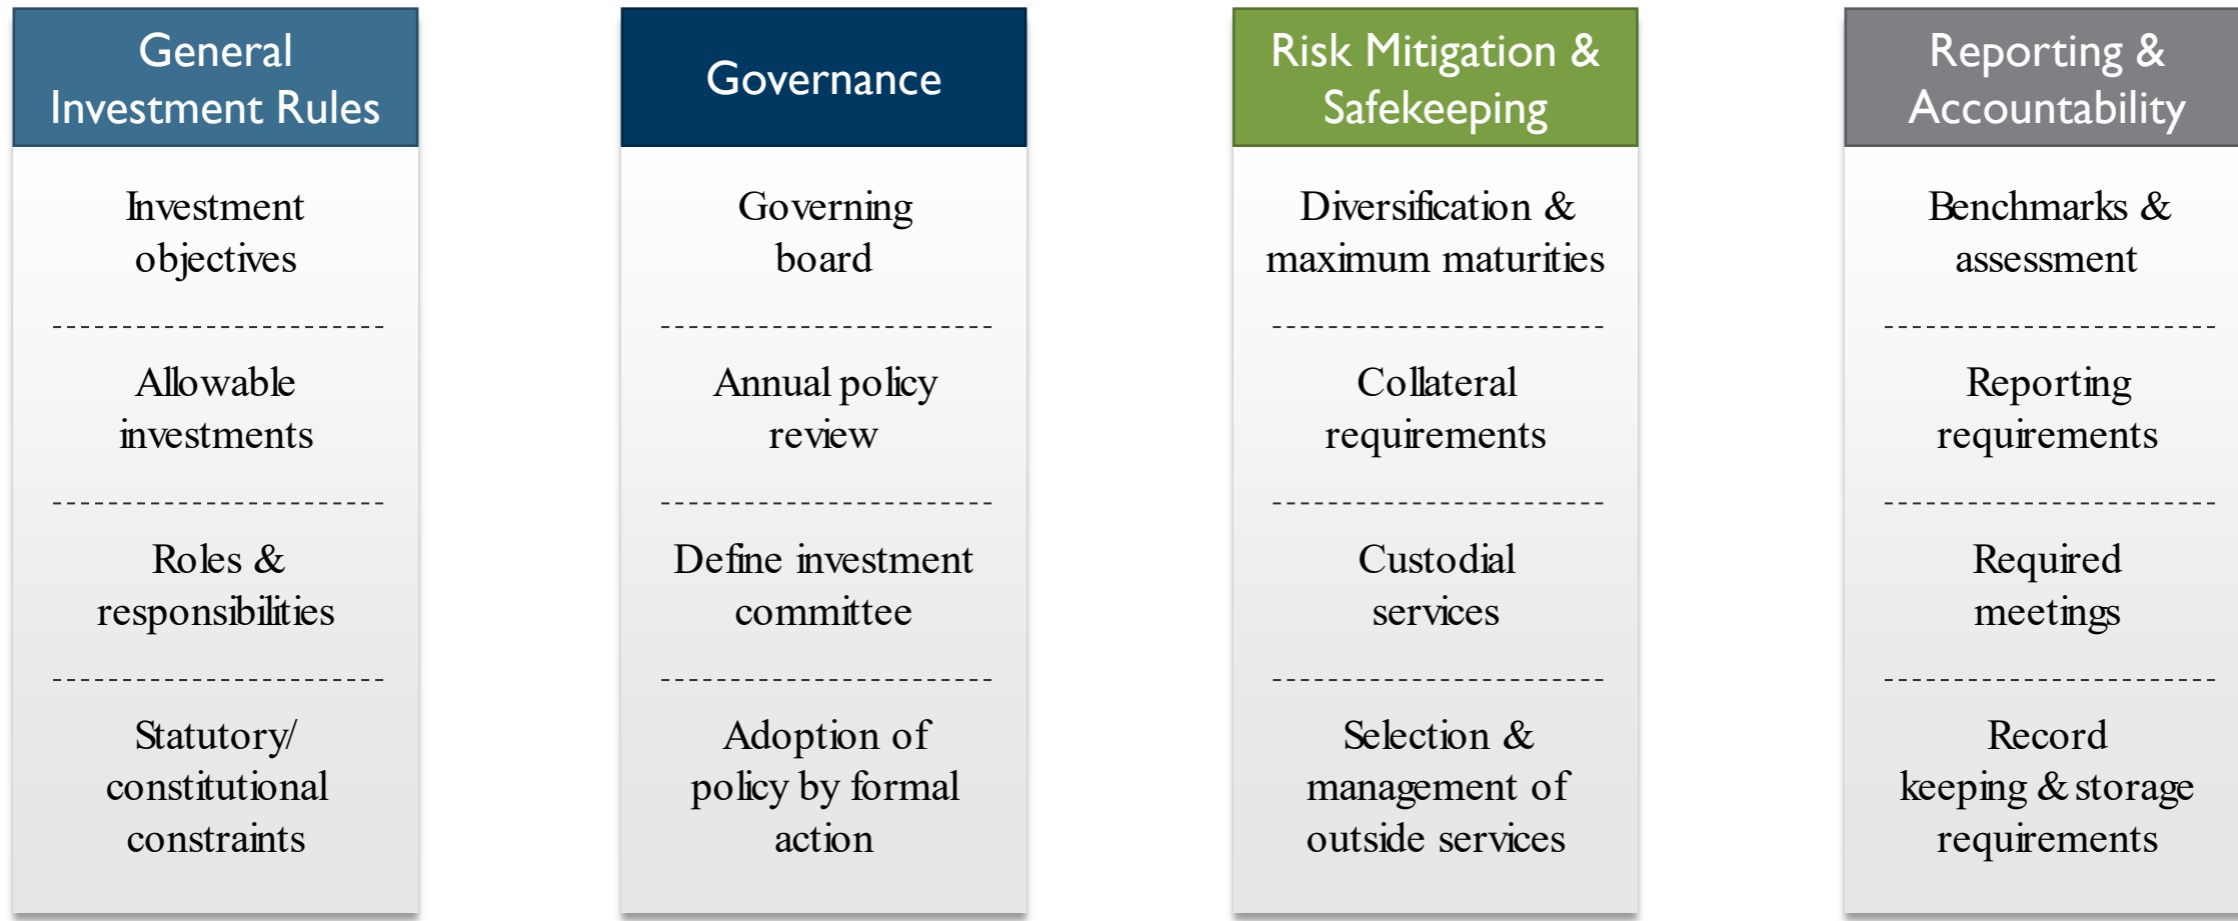 General
Investment Rules
Investment
objectives
Allowable
investments
Roles &
responsibilities
Statutory/
constitutional
constraints
Governance
Governing
board
Annual policy
review
Define investment
committee
Adoption of
policy by formal
action
Risk Mitigation &
Safekeeping
Diversification &
maximum maturities
Collateral
requirements
Custodial
services
Selection &
management of
outside services
Reporting &
Accountability
Benchmarks &
assessment
Reporting
requirements
Required
meetings
Record
keeping & storage
requirements